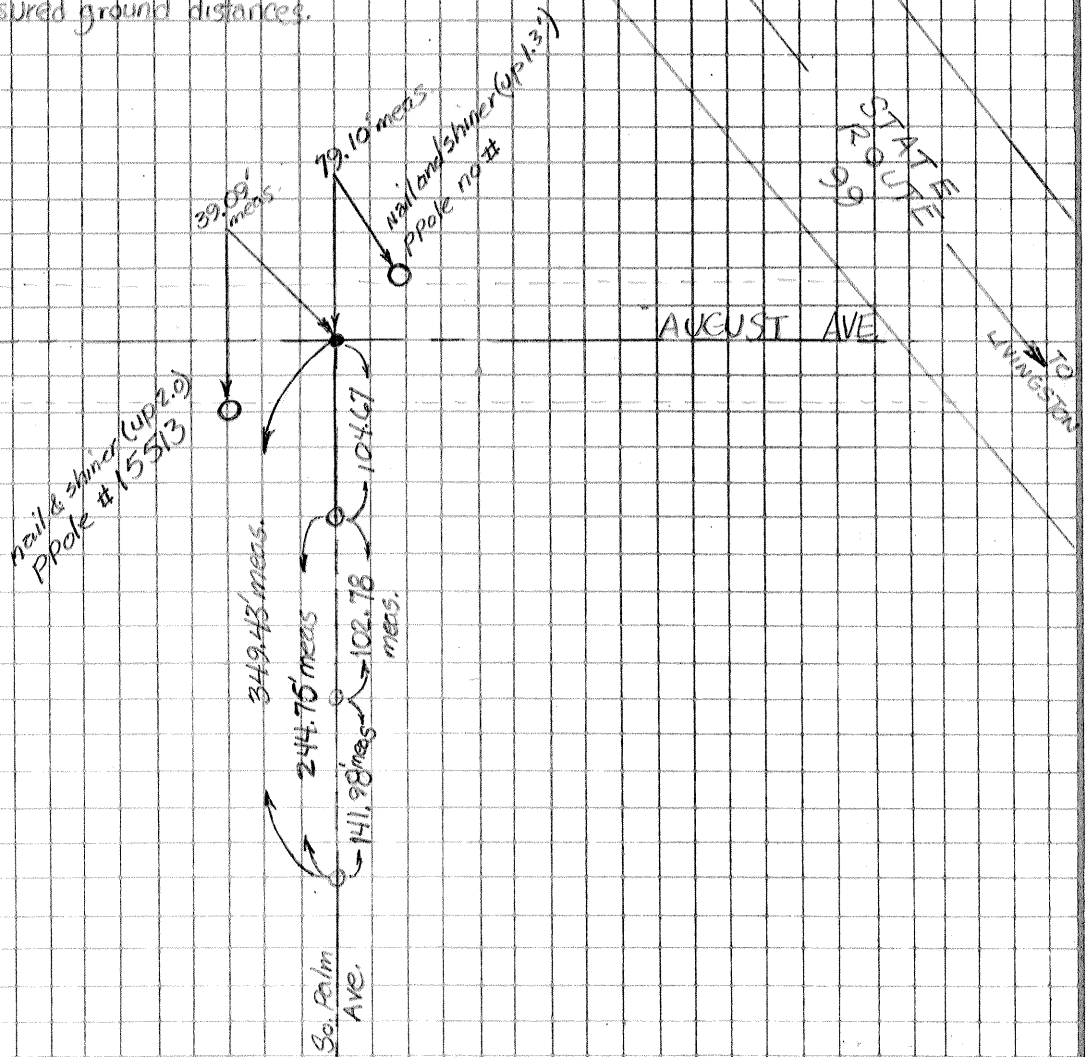 sured ground distances.
79.10' meas.
nail and shiner (up 1.3')
ppole no #
39.09'
meas.
STATE
ROUTE
99
AUGUST AVE.
TO
LIVINGSTON
nail & shiner (up 2.0)
ppole # 15513
104.67
349.43' meas.
244.76' meas
102.78
meas.
141.98' meas
So. Palm
Ave.